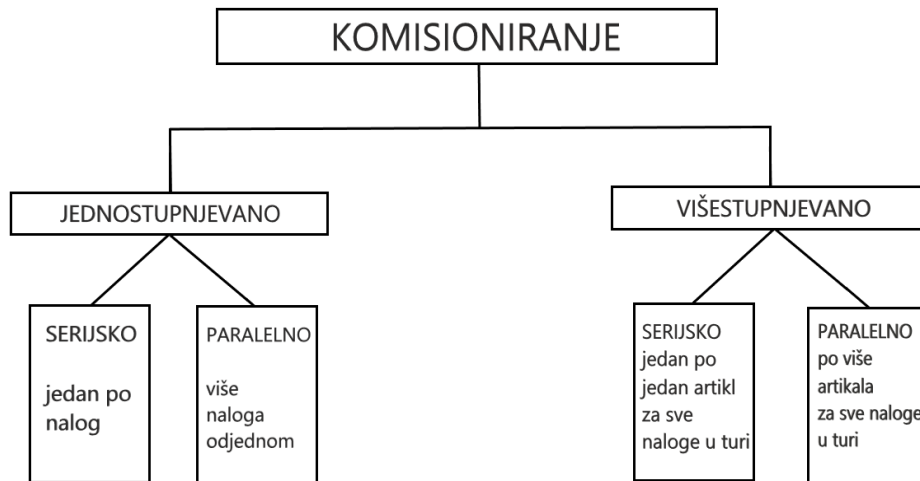 KOMISIONIRANJE
JEDNOSTUPNJEVANO
VIŠESTUPNJEVANO
SERIJSKO
jedan po
nalog
PARALELNO
više
naloga
odjednom
SERIJSKO
jedan po
jedan artikl
za sve
naloge u turi
PARALELNO
po više
artikala
za sve naloge
u turi